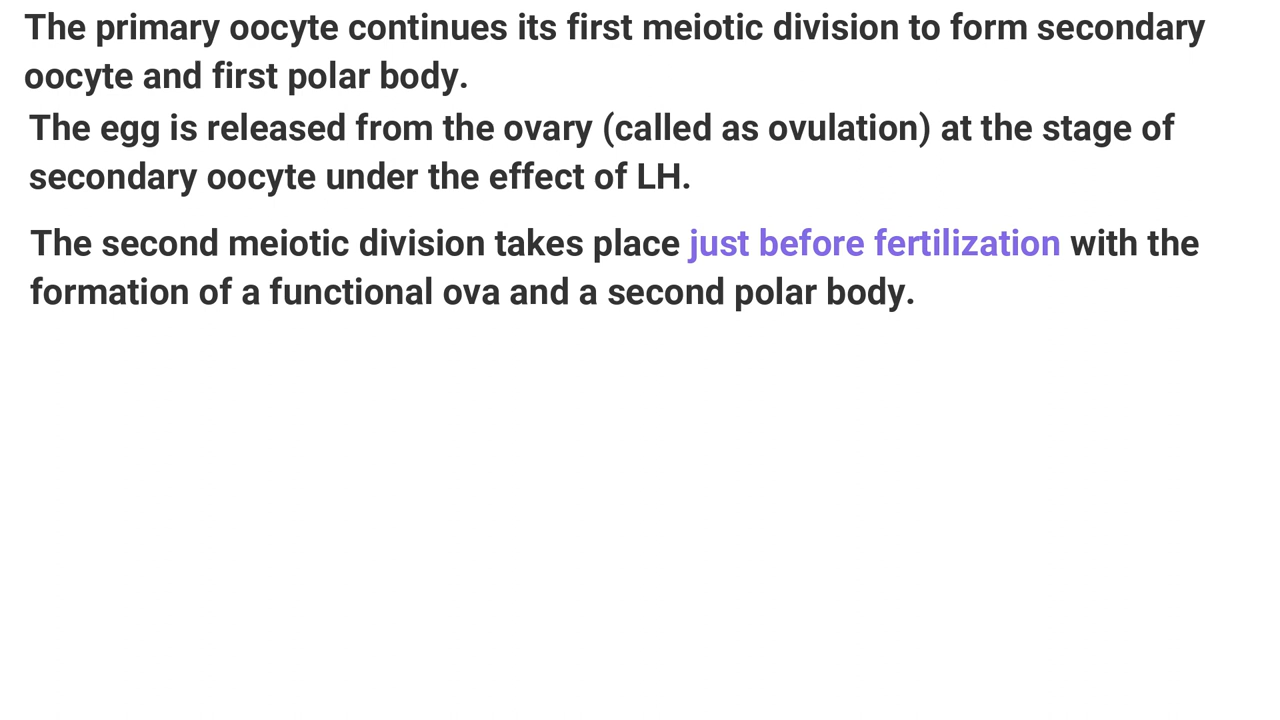 The primary oocyte continues its first meiotic division to form secondary
oocyte and first polar body.
The egg is released from the ovary (called as ovulation) at the stage of
secondary oocyte under the effect of LH.
The second meiotic division takes place just before fertilization with the
formation of a functional ova and a second polar body.